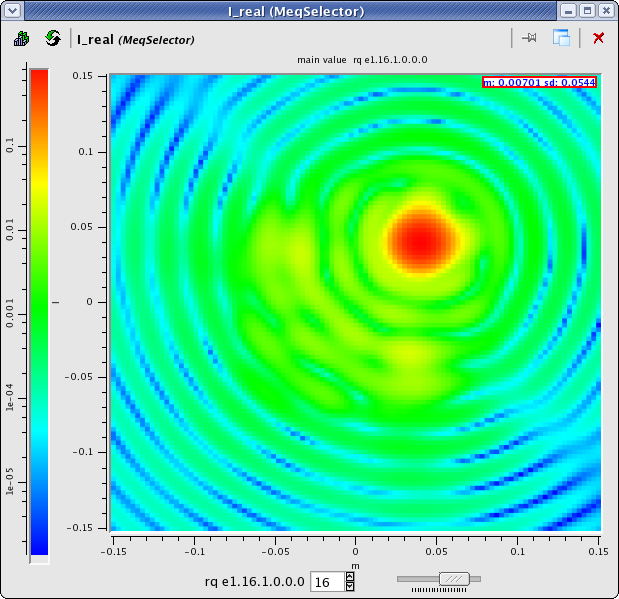 I_real (MeqSelector)
I_real (MeqSelector)
main value rq e1.16.1.0.0.0
m: 0.00701 sd: 0.0544
0.1
0.01
0.001
1e-04
1e-05
0.15
0.1
0.05
0
-0.05
-0.1
-0.15
l
-0.15
-0.1
-0.05
0
0.05
0.1
0.15
m
rq e1.16.1.0.0.0
16